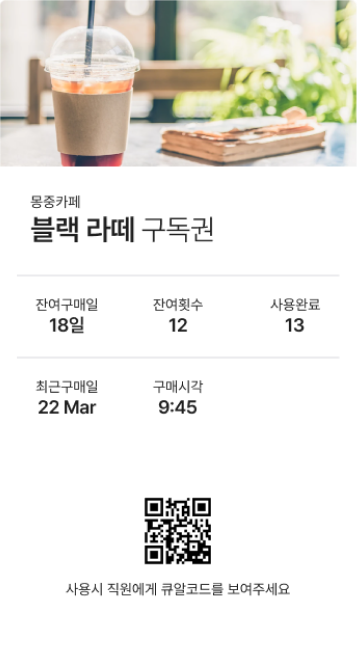 몽중카페
블랙 라떼 구독권
잔여구매일 잔여횟수 사용완료
18일 12 13
최근구매일 구매시각
22 Mar 9:45
사용시 직원에게 큐알코드를 보여주세요